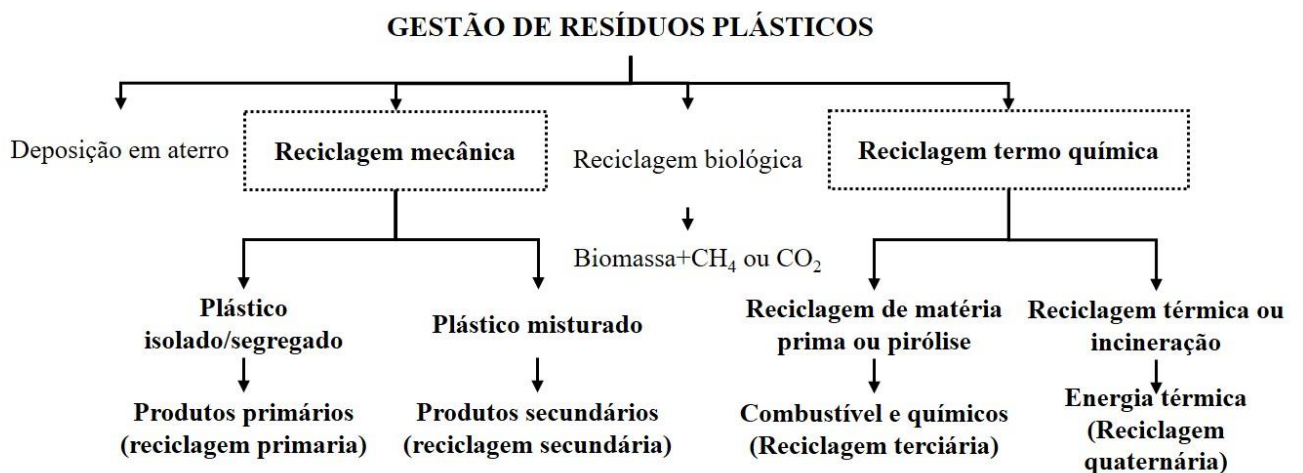 GESTÃO DE RESÍDUOS PLÁSTICOS
Deposição em aterro
Reciclagem mecânica
Reciclagem biológica
Reciclagem termo química
Biomassa+CH₄ ou CO₂
Plástico
isolado/segregado
Plástico misturado
Reciclagem de matéria
prima ou pirólise
Reciclagem térmica ou
incineração
Produtos primários
(reciclagem primaria)
Produtos secundários
(reciclagem secundária)
Combustível e químicos
(Reciclagem terciária)
Energia térmica
(Reciclagem
quaternária)